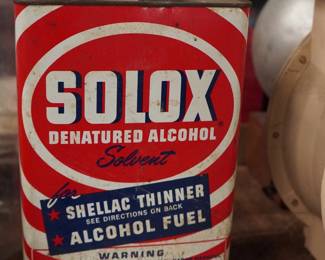 SOLOX
DENATURED ALCOHOL®
Solvent
for
★ SHELLAC THINNER
SEE DIRECTIONS ON BACK
★ ALCOHOL FUEL
WARNING